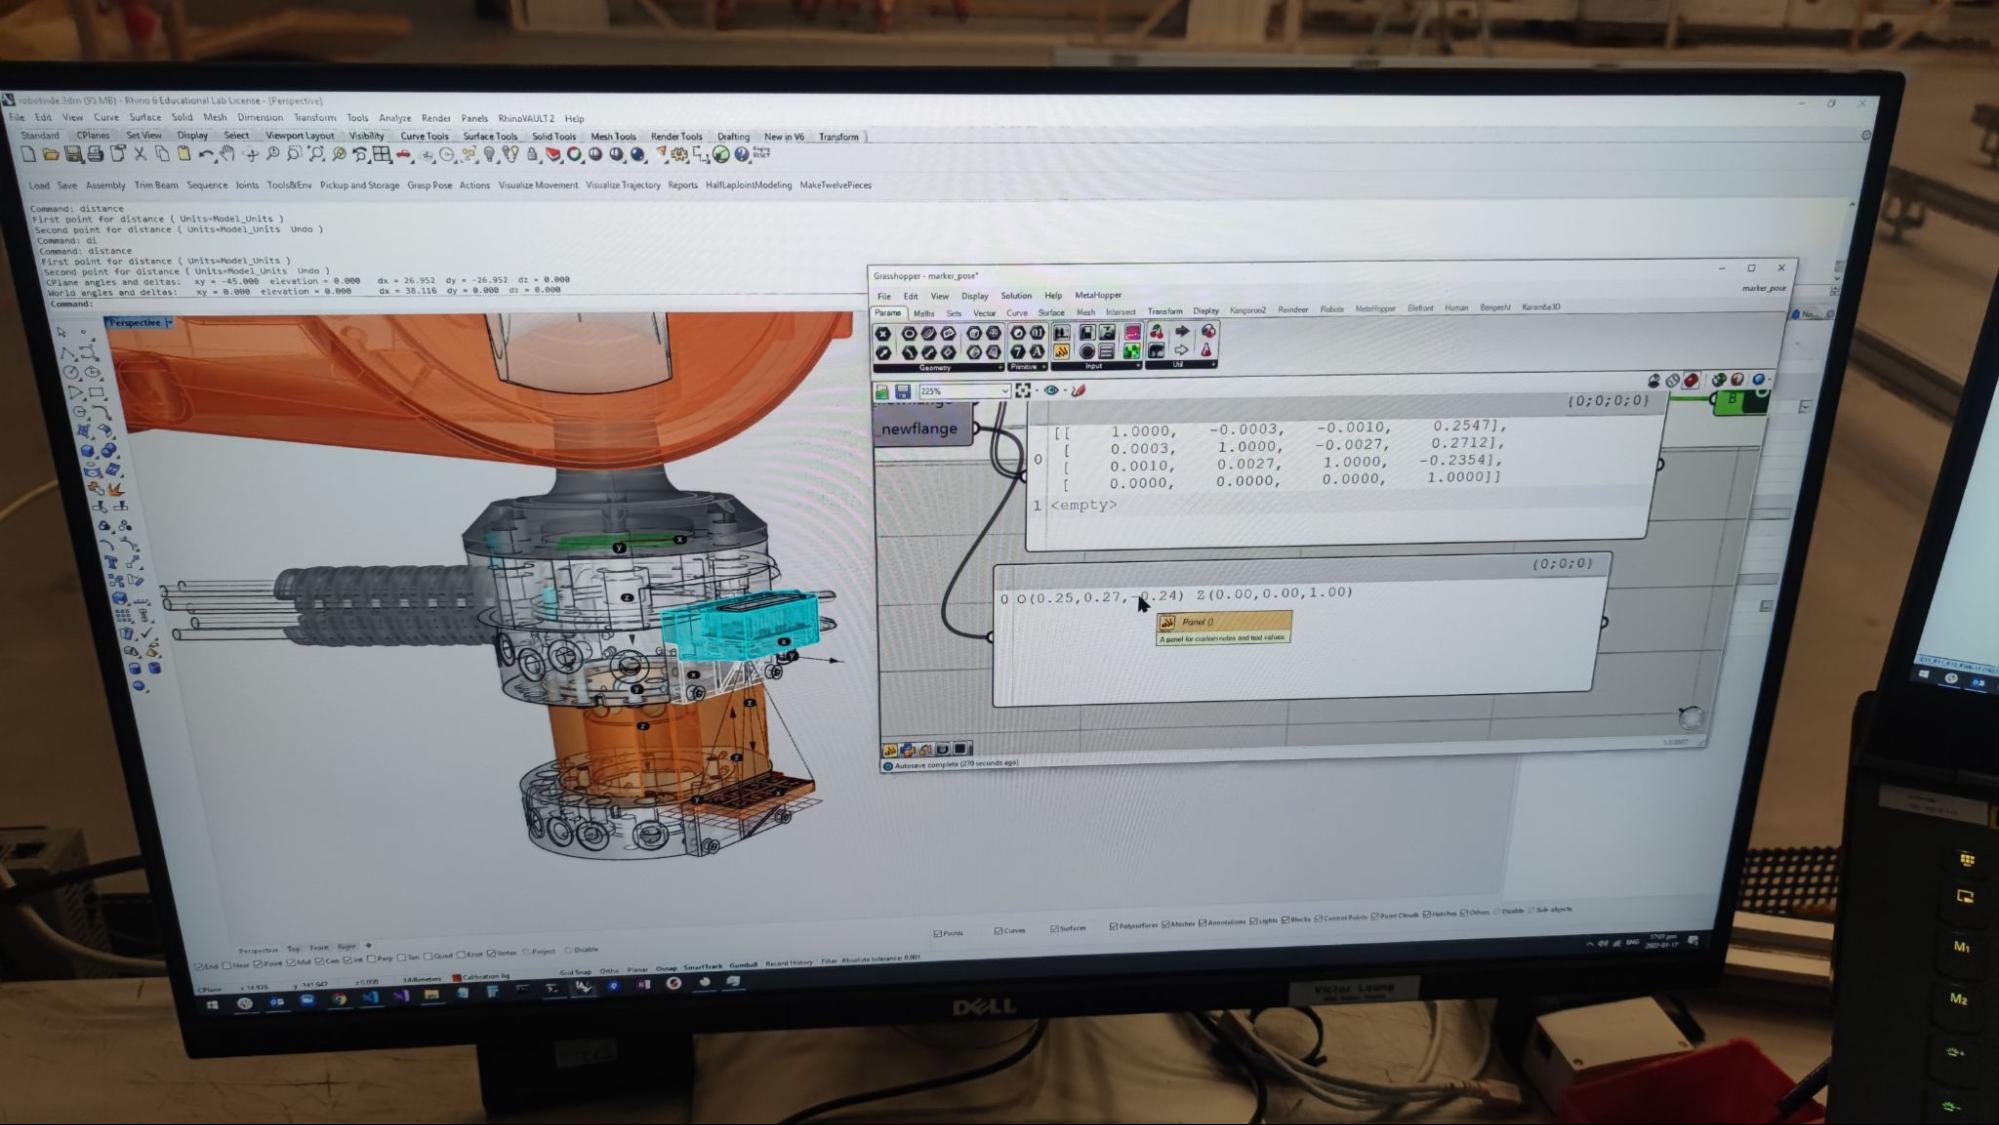 robotside.3dm (95 MB) - Rhino 6 Educational Lab License - [Perspective]
File Edit View Curve Surface Solid Mesh Dimension Transform Tools Analyze Render Panels RhinoVAULT2 Help
Standard CPlanes Set View Display Select Viewport Layout Visibility Curve Tools Surface Tools Solid Tools Mesh Tools Render Tools Drafting New in V6 Transform
Load Save Assembly Trim Beam Sequence Joints Tools&Env Pickup and Storage Grasp Pose Actions Visualize Movement Visualize Trajectory Reports HalfLapJointModeling MakeTwelvePieces
Command: distance
First point for distance ( Units=Model_Units )
Second point for distance ( Units=Model_Units Undo )
Command: di
Command: distance
First point for distance ( Units=Model_Units )
Second point for distance ( Units=Model_Units Undo )
CPlane angles and deltas: xy = -45.000 elevation = 0.000 dx = 26.952 dy = -26.952 dz = 0.000
World angles and deltas: xy = 0.000 elevation = 0.000 dx = 38.116 dy = 0.000 dz = 0.000
Command:
Perspective
Grasshopper - marker_pose*
File Edit View Display Solution Help MetaHopper
marker_pose
Params Maths Sets Vector Curve Surface Mesh Intersect Transform Display Kangaroo2 Reindeer Robots MetaHopper Elefront Human Bengesht Karamba3D
Geometry Primitive Input Util
225%
newflange
{0;0;0;0}
0
[[ 1.0000, -0.0003, -0.0010, 0.2547],
[ 0.0003, 1.0000, -0.0027, 0.2712],
[ 0.0010, 0.0027, 1.0000, -0.2354],
[ 0.0000, 0.0000, 0.0000, 1.0000]]
1 <empty>
{0;0;0}
0 O(0.25,0.27,-0.24) Z(0.00,0.00,1.00)
Panel ()
A panel for custom notes and text values
Autosave complete (270 seconds ago)
Perspective Top Front Right
Points Curves Surfaces Polysurfaces Meshes Annotations Lights Blocks Control Points Point Clouds Hatches Others Disable Sub-objects
End Near Point Mid Cen Int Perp Tan Quad Knot Vertex Project Disable
CPlane Calibration Jig Grid Snap Ortho Planar Osnap SmartTrack Gumball Record History Filter Absolute tolerance: 0.001
ENG
2022-01-17
DELL
Victor Leung
M1
M2